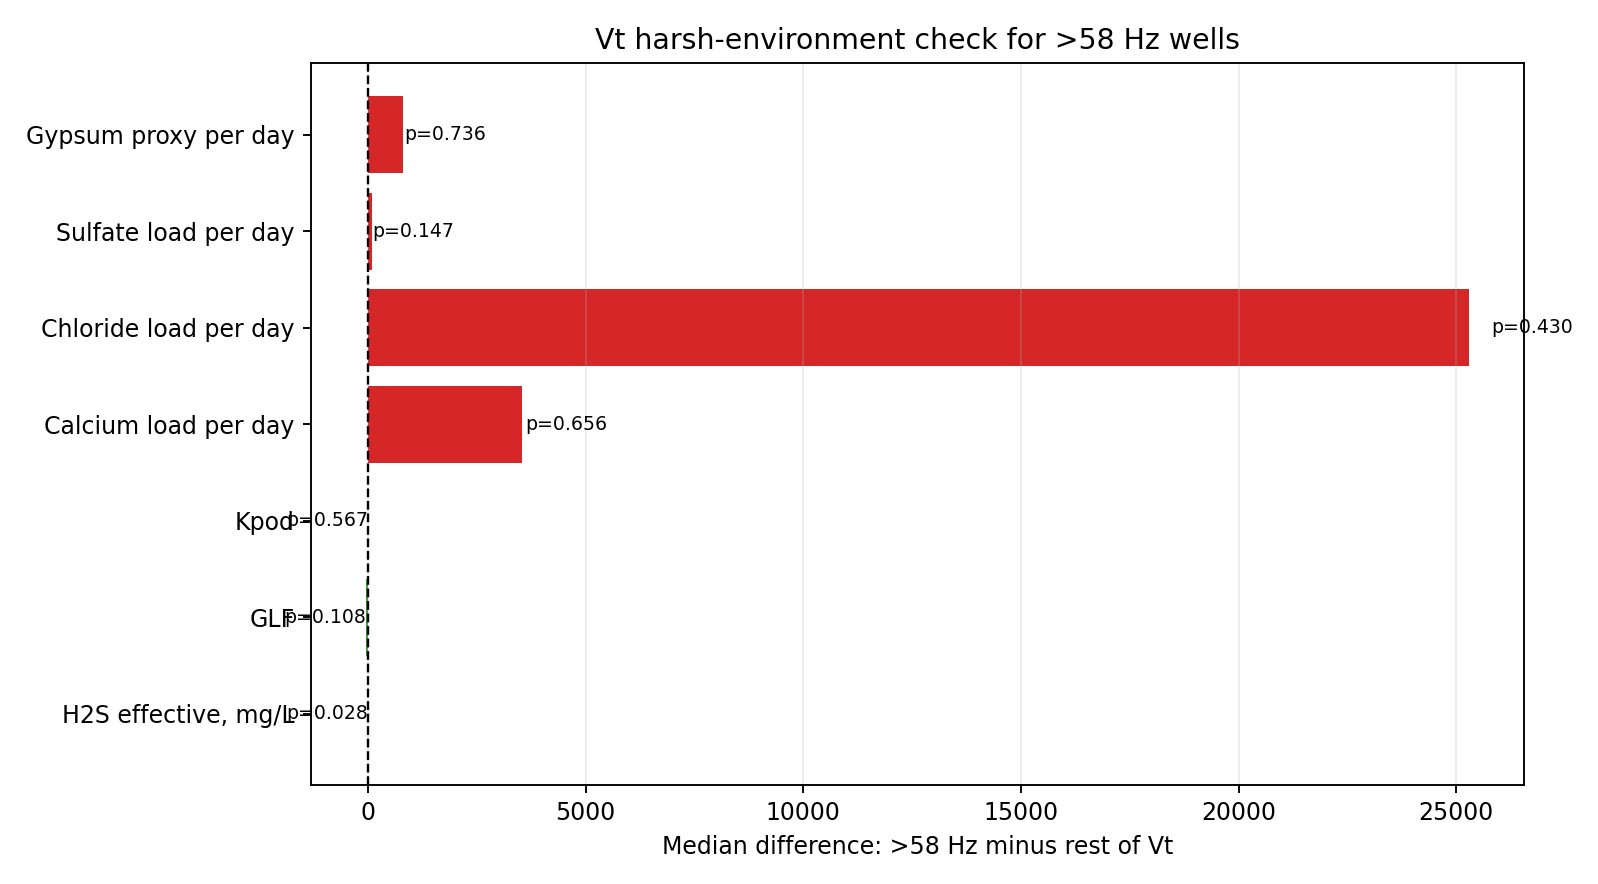 Vt harsh-environment check for >58 Hz wells
Gypsum proxy per day
p=0.736
Sulfate load per day
p=0.147
Chloride load per day
p=0.430
Calcium load per day
p=0.656
Kpod
p=0.567
GLF
p=0.108
H2S effective, mg/L
p=0.028
0 5000 10000 15000 20000 25000
Median difference: >58 Hz minus rest of Vt